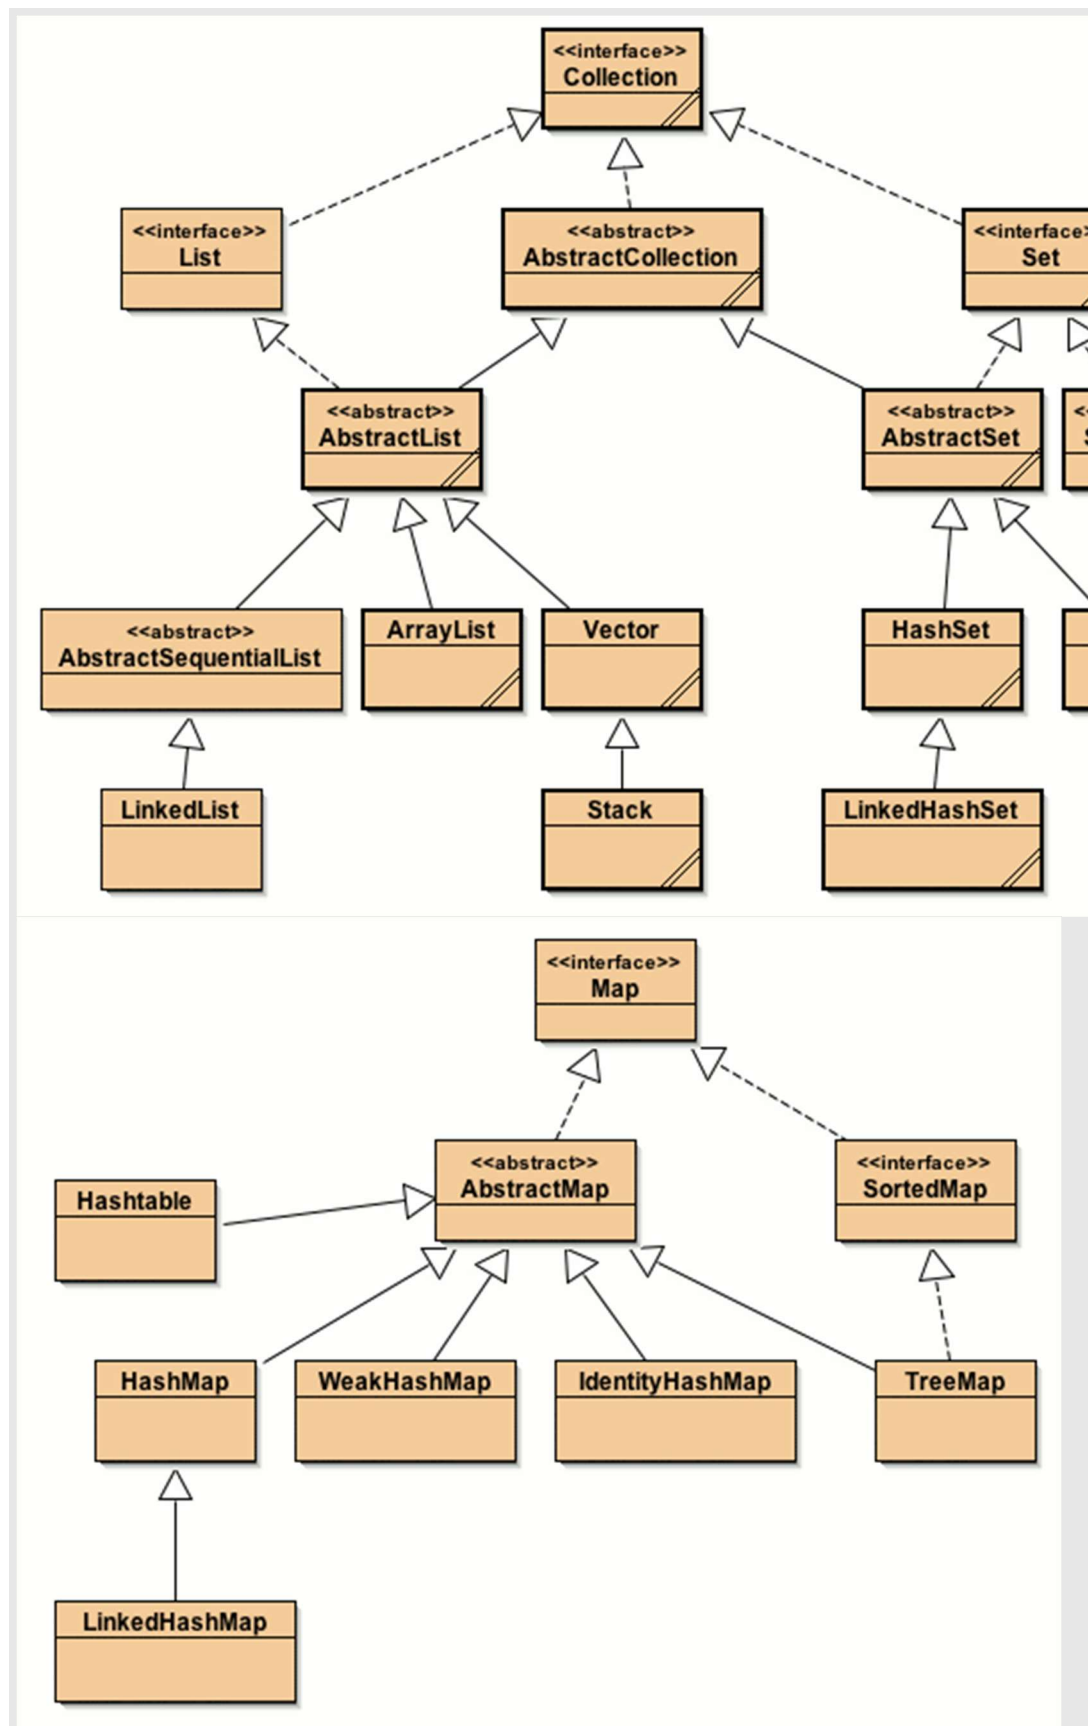 <<interface>>
Collection
<<interface>>
List
<<abstract>>
AbstractCollection
<<interface>
Set
<<abstract>>
AbstractList
<<abstract>>
AbstractSet
<<abstract>>
AbstractSequentialList
ArrayList
Vector
HashSet
LinkedList
Stack
LinkedHashSet
<<interface>>
Map
<<abstract>>
AbstractMap
<<interface>>
SortedMap
Hashtable
HashMap
WeakHashMap
IdentityHashMap
TreeMap
LinkedHashMap